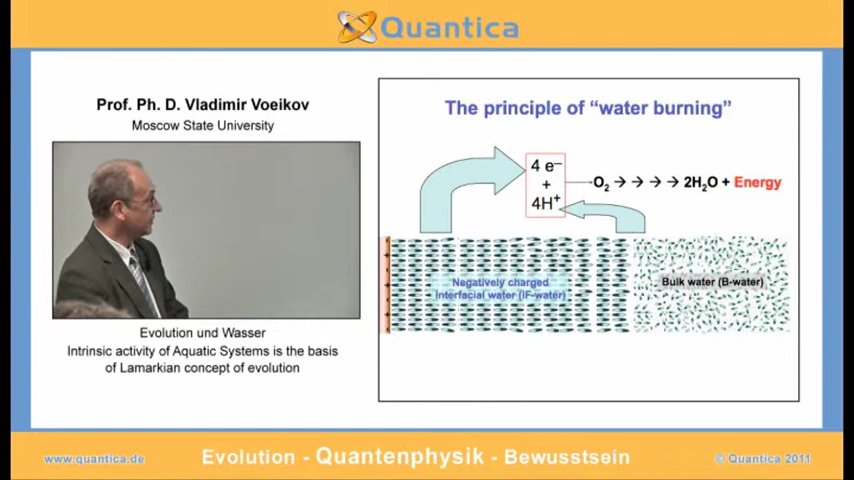 Quantica
Prof. Ph. D. Vladimir Voeikov
Moscow State University
Evolution und Wasser
Intrinsic activity of Aquatic Systems is the basis
of Lamarkian concept of evolution
The principle of “water burning”
4 e–
+
4H+
O2 → → → → 2H2O + Energy
Negatively charged
interfacial water (IF-water)
Bulk water (B-water)
www.quantica.de
Evolution - Quantenphysik - Bewusstsein
© Quantica 2011